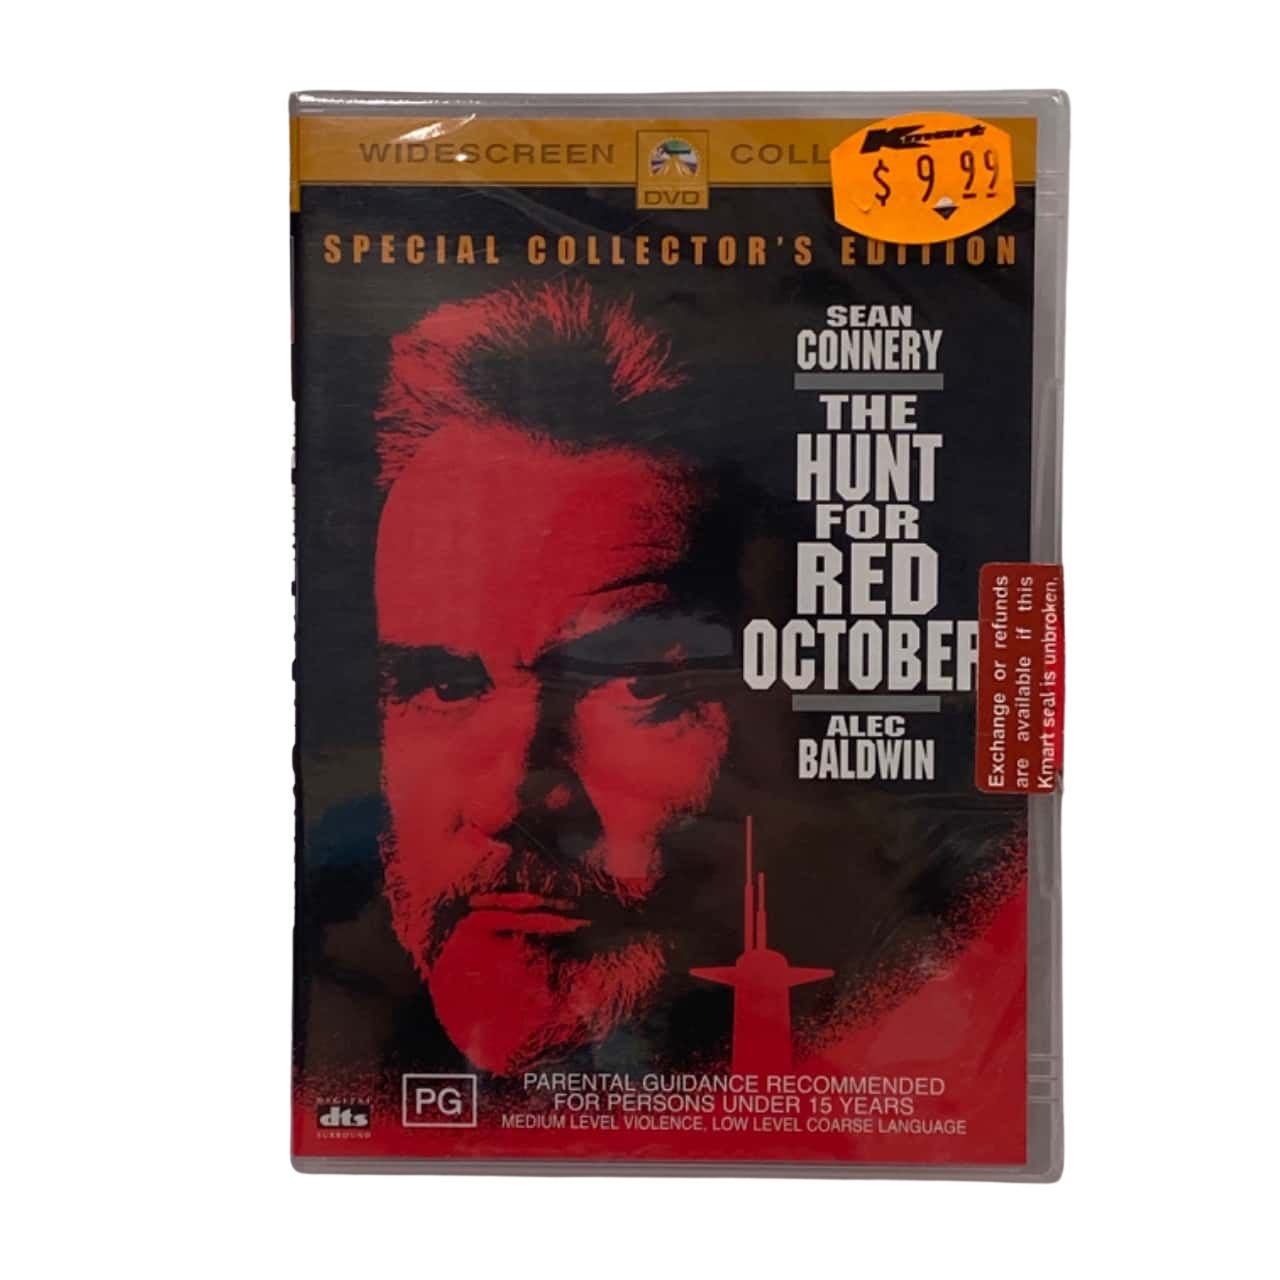 WIDESCREEN
DVD
COLL
Kmart
$ 9.99
SPECIAL COLLECTOR'S EDITION
SEAN
CONNERY
THE
HUNT
FOR
RED
OCTOBER
ALEC
BALDWIN
Exchange or refunds
are available if this
Kmart seal is unbroken.
PG
PARENTAL GUIDANCE RECOMMENDED
FOR PERSONS UNDER 15 YEARS
MEDIUM LEVEL VIOLENCE, LOW LEVEL COARSE LANGUAGE
DIGITAL
dts
SURROUND